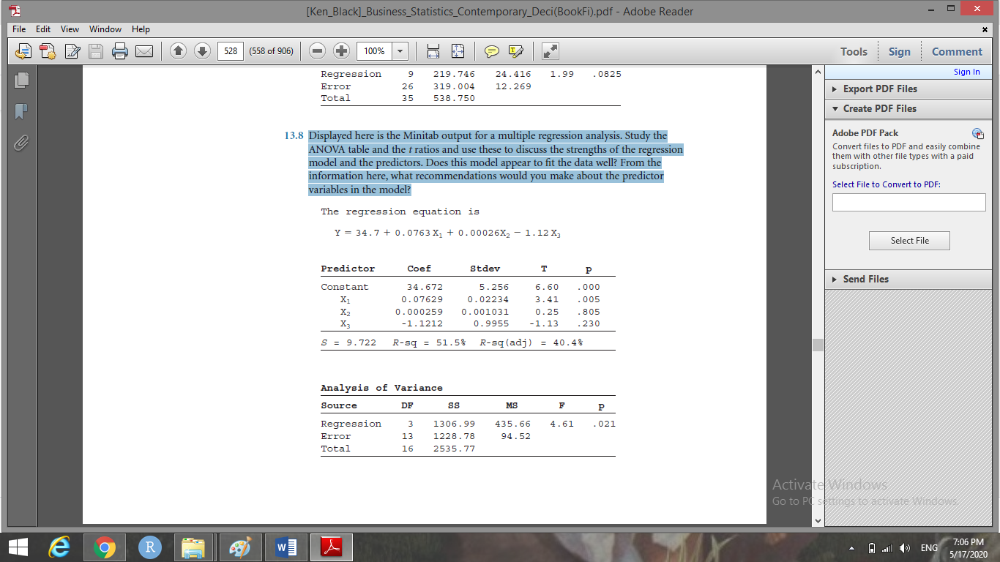 [Ken_Black]_Business_Statistics_Contemporary_Deci(BookFi).pdf - Adobe Reader
File Edit View Window Help
528 (558 of 906) 100% Tools Sign Comment
Sign In
Export PDF Files
Create PDF Files
Adobe PDF Pack
Convert files to PDF and easily combine
them with other file types with a paid
subscription.
Select File to Convert to PDF:
Select File
Send Files
Regression 9 219.746 24.416 1.99 .0825
Error 26 319.004 12.269
Total 35 538.750
13.8 Displayed here is the Minitab output for a multiple regression analysis. Study the
ANOVA table and the t ratios and use these to discuss the strengths of the regression
model and the predictors. Does this model appear to fit the data well? From the
information here, what recommendations would you make about the predictor
variables in the model?
The regression equation is
Y = 34.7 + 0.0763 X₁ + 0.00026X₂ − 1.12 X₃
Predictor Coef Stdev T p
Constant 34.672 5.256 6.60 .000
X₁ 0.07629 0.02234 3.41 .005
X₂ 0.000259 0.001031 0.25 .805
X₃ -1.1212 0.9955 -1.13 .230
S = 9.722 R-sq = 51.5% R-sq(adj) = 40.4%
Analysis of Variance
Source DF SS MS F p
Regression 3 1306.99 435.66 4.61 .021
Error 13 1228.78 94.52
Total 16 2535.77
Activate Windows
Go to PC settings to activate Windows.
ENG 7:06 PM
5/17/2020